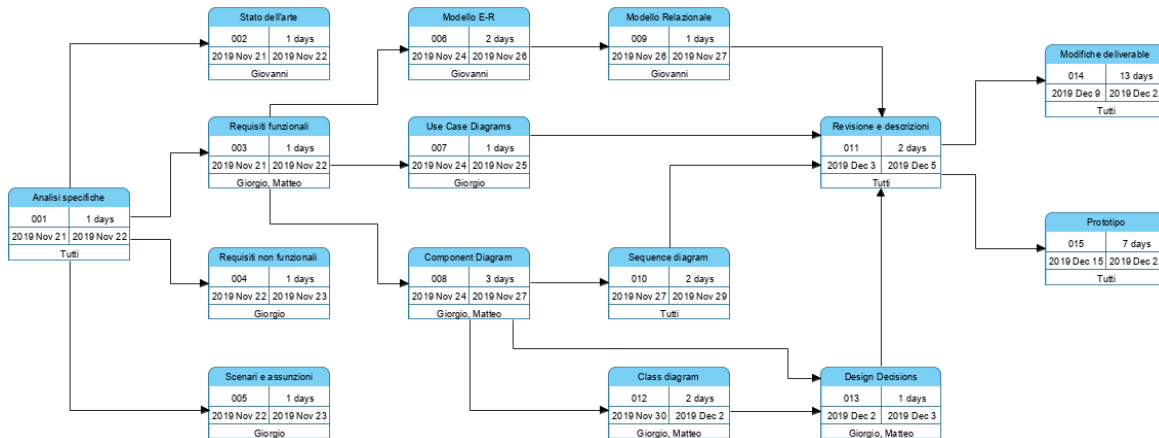 Stato dell'arte
002 1 days
2019 Nov 21 2019 Nov 22
Giovanni
Modello E-R
006 2 days
2019 Nov 24 2019 Nov 26
Giovanni
Modello Relazionale
009 1 days
2019 Nov 26 2019 Nov 27
Giovanni
Modifiche deliverable
014 13 days
2019 Dec 9 2019 Dec 2
Tutti
Requisiti funzionali
003 1 days
2019 Nov 21 2019 Nov 22
Giorgio, Matteo
Use Case Diagrams
007 1 days
2019 Nov 24 2019 Nov 25
Giorgio
Revisione e descrizioni
011 2 days
2019 Dec 3 2019 Dec 5
Tutti
Analisi specifiche
001 1 days
2019 Nov 21 2019 Nov 22
Tutti
Prototipo
015 7 days
2019 Dec 15 2019 Dec 2
Tutti
Requisiti non funzionali
004 1 days
2019 Nov 22 2019 Nov 23
Giorgio
Component Diagram
008 3 days
2019 Nov 24 2019 Nov 27
Giorgio, Matteo
Sequence diagram
010 2 days
2019 Nov 27 2019 Nov 29
Tutti
Scenari e assunzioni
005 1 days
2019 Nov 22 2019 Nov 23
Giorgio
Class diagram
012 2 days
2019 Nov 30 2019 Dec 2
Giorgio, Matteo
Design Decisions
013 1 days
2019 Dec 2 2019 Dec 3
Giorgio, Matteo